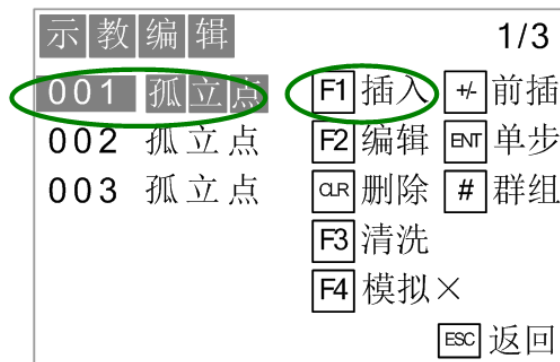 示教编辑 1/3
001 孤立点 F1 插入 +/- 前插
002 孤立点 F2 编辑 ENT 单步
003 孤立点 CLR 删除 # 群组
F3 清洗
F4 模拟×
ESC 返回